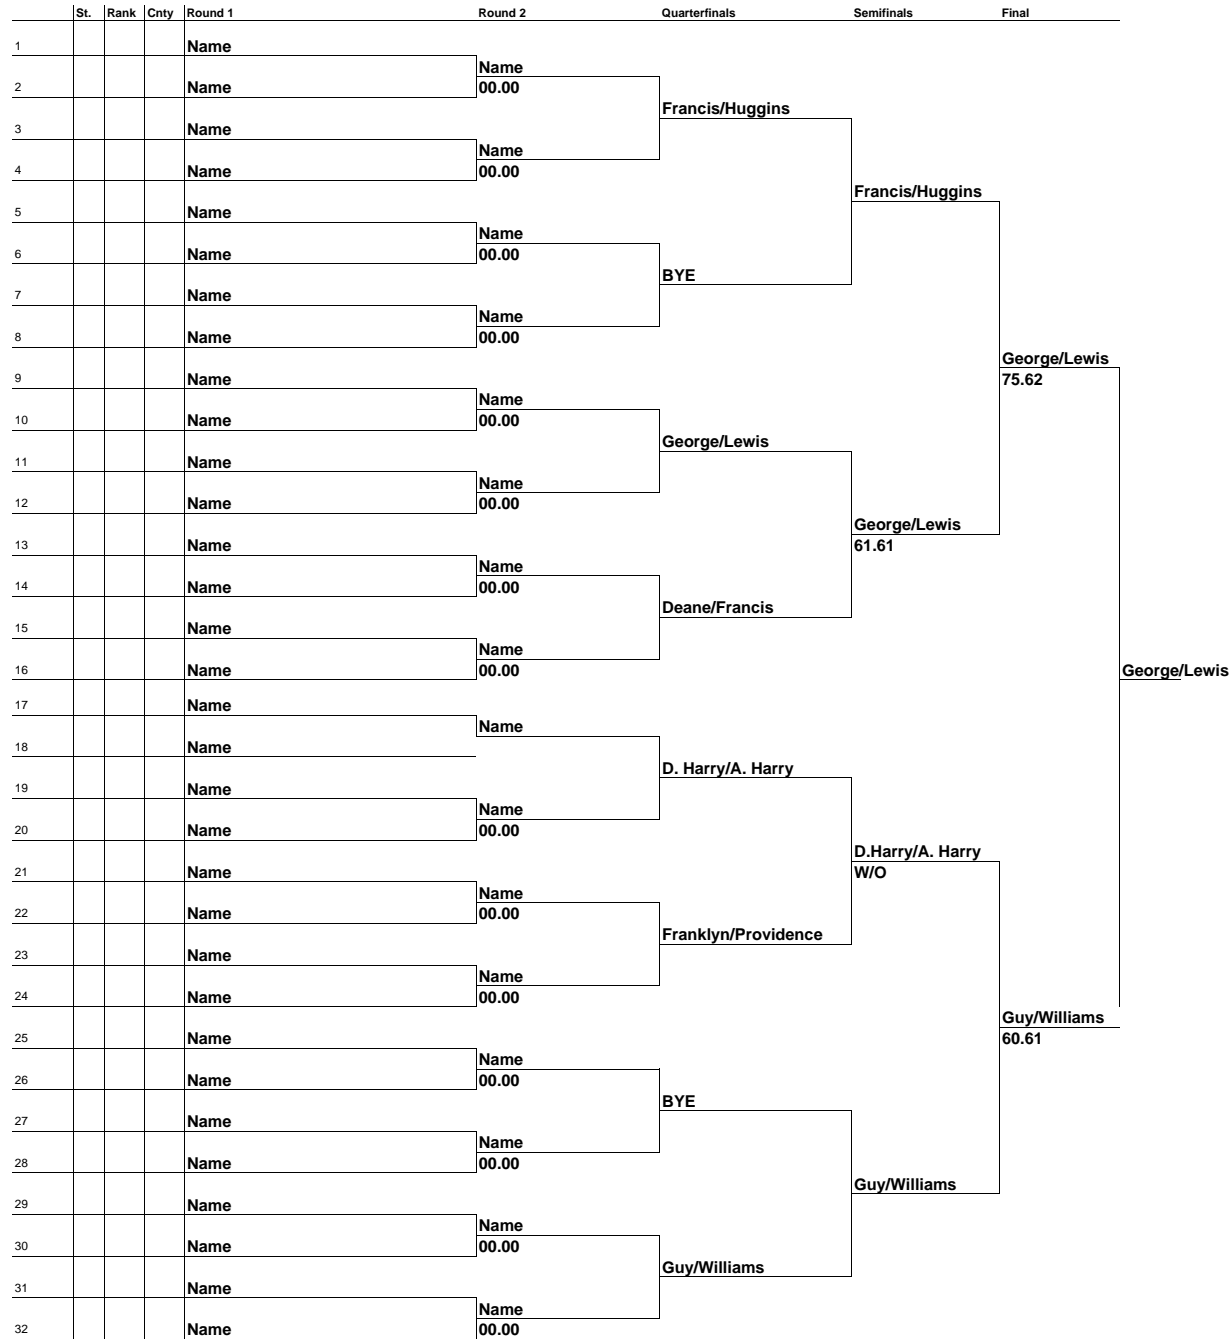 St. Rank Cnty Round 1 Round 2 Quarterfinals Semifinals Final
1 Name
Name
2 Name 00.00
Francis/Huggins
3 Name
Name
4 Name 00.00
Francis/Huggins
5 Name
Name
6 Name 00.00
BYE
7 Name
Name
8 Name 00.00
George/Lewis
9 Name 75.62
Name
10 Name 00.00
George/Lewis
11 Name
Name
12 Name 00.00
George/Lewis
13 Name 61.61
Name
14 Name 00.00
Deane/Francis
15 Name
Name
16 Name 00.00 George/Lewis
17 Name
Name
18 Name
D. Harry/A. Harry
19 Name
Name
20 Name 00.00
D.Harry/A. Harry
21 Name W/O
Name
22 Name 00.00
Franklyn/Providence
23 Name
Name
24 Name 00.00
Guy/Williams
25 Name 60.61
Name
26 Name 00.00
BYE
27 Name
Name
28 Name 00.00
Guy/Williams
29 Name
Name
30 Name 00.00
Guy/Williams
31 Name
Name
32 Name 00.00